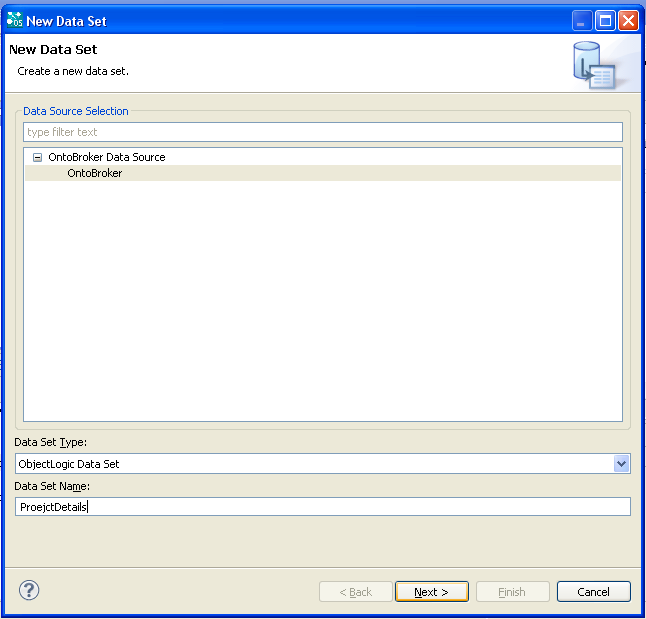 OS New Data Set
New Data Set
Create a new data set.
Data Source Selection
type filter text
OntoBroker Data Source
OntoBroker
Data Set Type:
ObjectLogic Data Set
Data Set Name:
ProejctDetails
? < Back Next > Finish Cancel